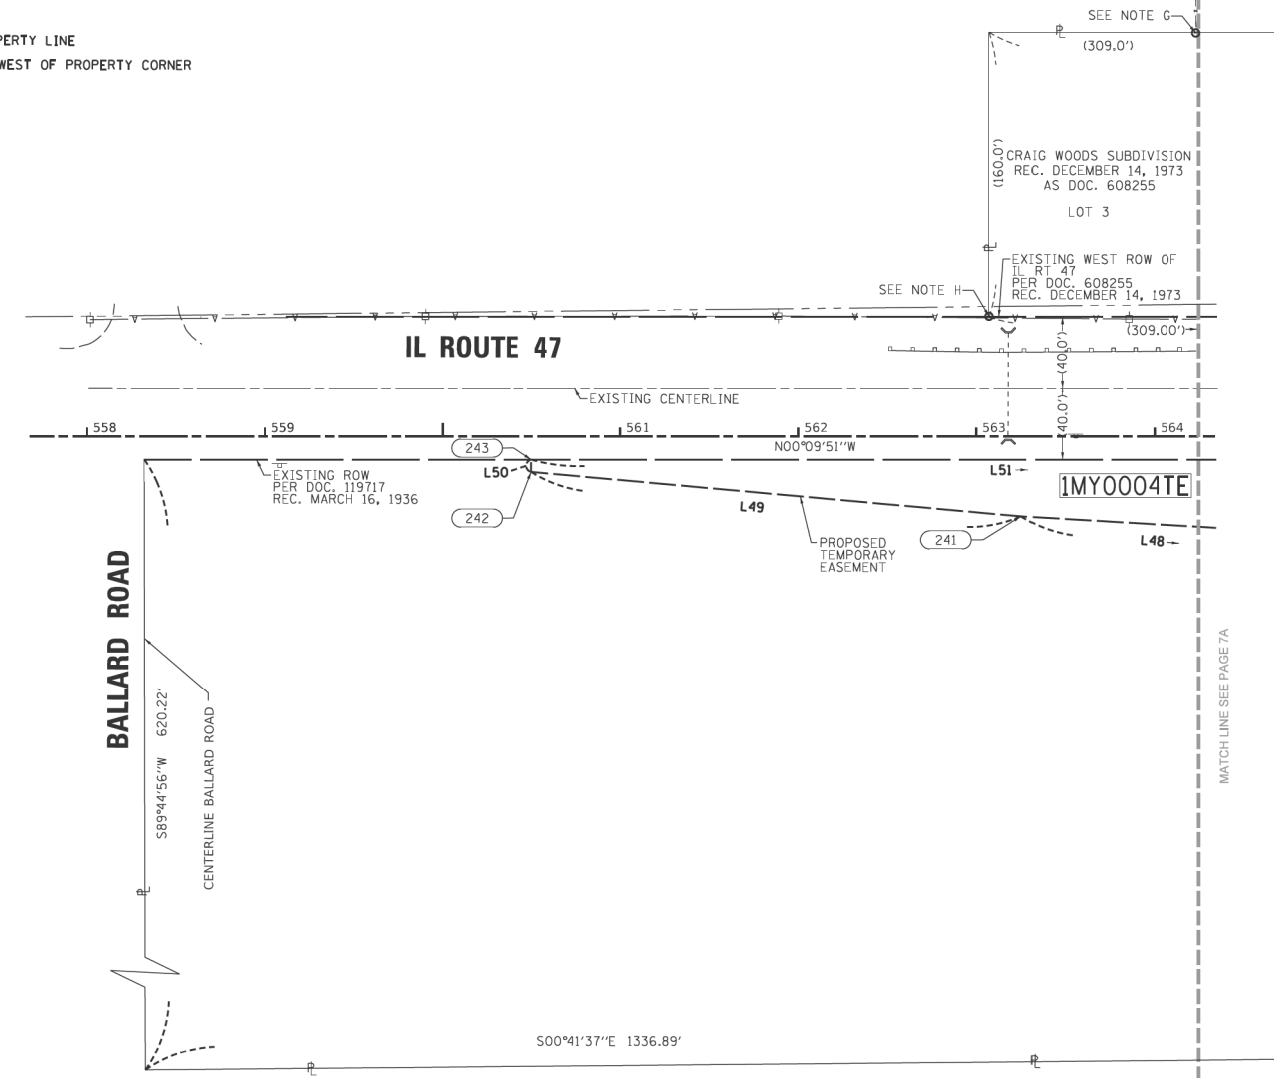 SEE NOTE G
PERTY LINE
WEST OF PROPERTY CORNER
(309.0')
(160.0')
CRAIG WOODS SUBDIVISION
REC. DECEMBER 14, 1973
AS DOC. 608255
LOT 3
EXISTING WEST ROW OF
IL RT 47
PER DOC. 608255
REC. DECEMBER 14, 1973
SEE NOTE H
(309.00')
IL ROUTE 47
(40.0')
(40.0')
EXISTING CENTERLINE
558
559
561
562
563
564
243
N00°09'51''W
EXISTING ROW
PER DOC. 119717
REC. MARCH 16, 1936
L50
L51
1MY0004TE
242
L49
241
PROPOSED
TEMPORARY
EASEMENT
L48
BALLARD ROAD
S89°44'56''W 620.22'
CENTERLINE BALLARD ROAD
MATCH LINE SEE PAGE 7A
S00°41'37''E 1336.89'